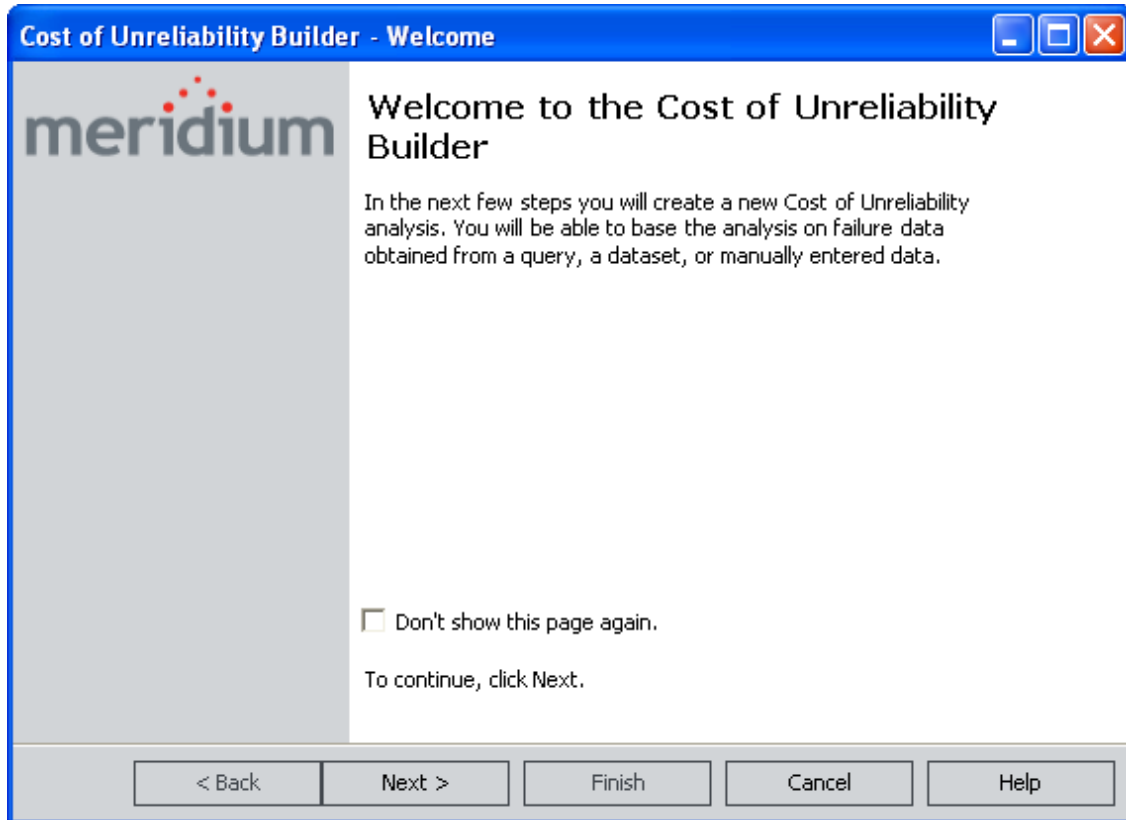 Cost of Unreliability Builder - Welcome
meridium
Welcome to the Cost of Unreliability
Builder
In the next few steps you will create a new Cost of Unreliability
analysis. You will be able to base the analysis on failure data
obtained from a query, a dataset, or manually entered data.
Don't show this page again.
To continue, click Next.
< Back Next > Finish Cancel Help